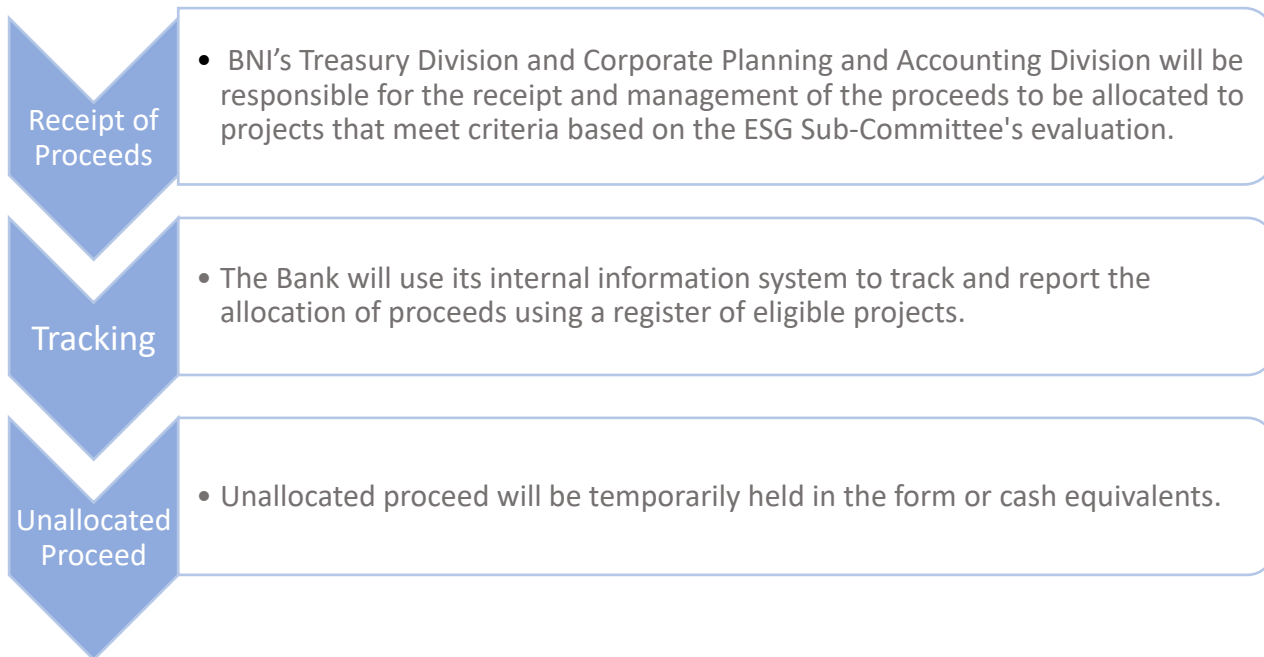 Receipt of
Proceeds
• BNI’s Treasury Division and Corporate Planning and Accounting Division will be
responsible for the receipt and management of the proceeds to be allocated to
projects that meet criteria based on the ESG Sub-Committee's evaluation.
Tracking
• The Bank will use its internal information system to track and report the
allocation of proceeds using a register of eligible projects.
Unallocated
Proceed
• Unallocated proceed will be temporarily held in the form or cash equivalents.